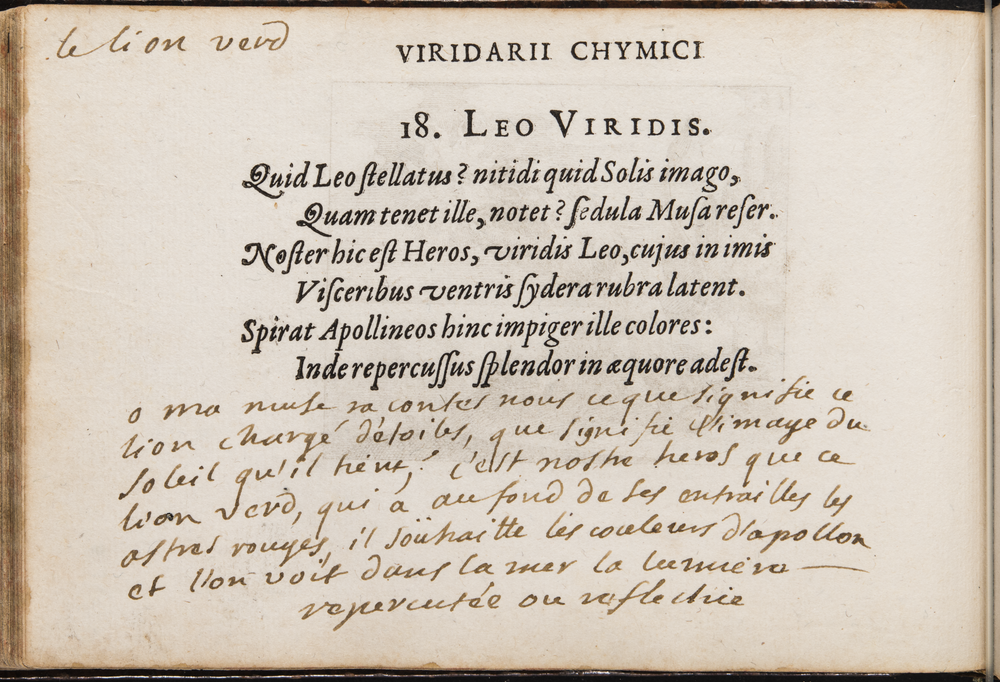 le lion verd
VIRIDARII CHYMICI
18. LEO VIRIDIS.
Quid Leo ſtellatus? nitidi quid Solis imago,
Quam tenet ille, notet? ſedula Muſa reſer.
Noſter hic eſt Heros, viridis Leo, cujus in imis
Viſceribus ventris ſydera rubra latent.
Spirat Apollineos hinc impiger ille colores:
Inde repercuſſus ſplendor in æquore adeſt.
o ma muse racontes nous ce que signifie ce
lion chargé d'étoiles, que signifie l'image du
soleil qu'il tient? c'est nostre heros que ce
lion verd, qui a au fond de ses entrailles les
astres rouges, il souhaitte les couleurs d'apollon
et l'on voit dans la mer la lumiere —
repercutée ou reflechie